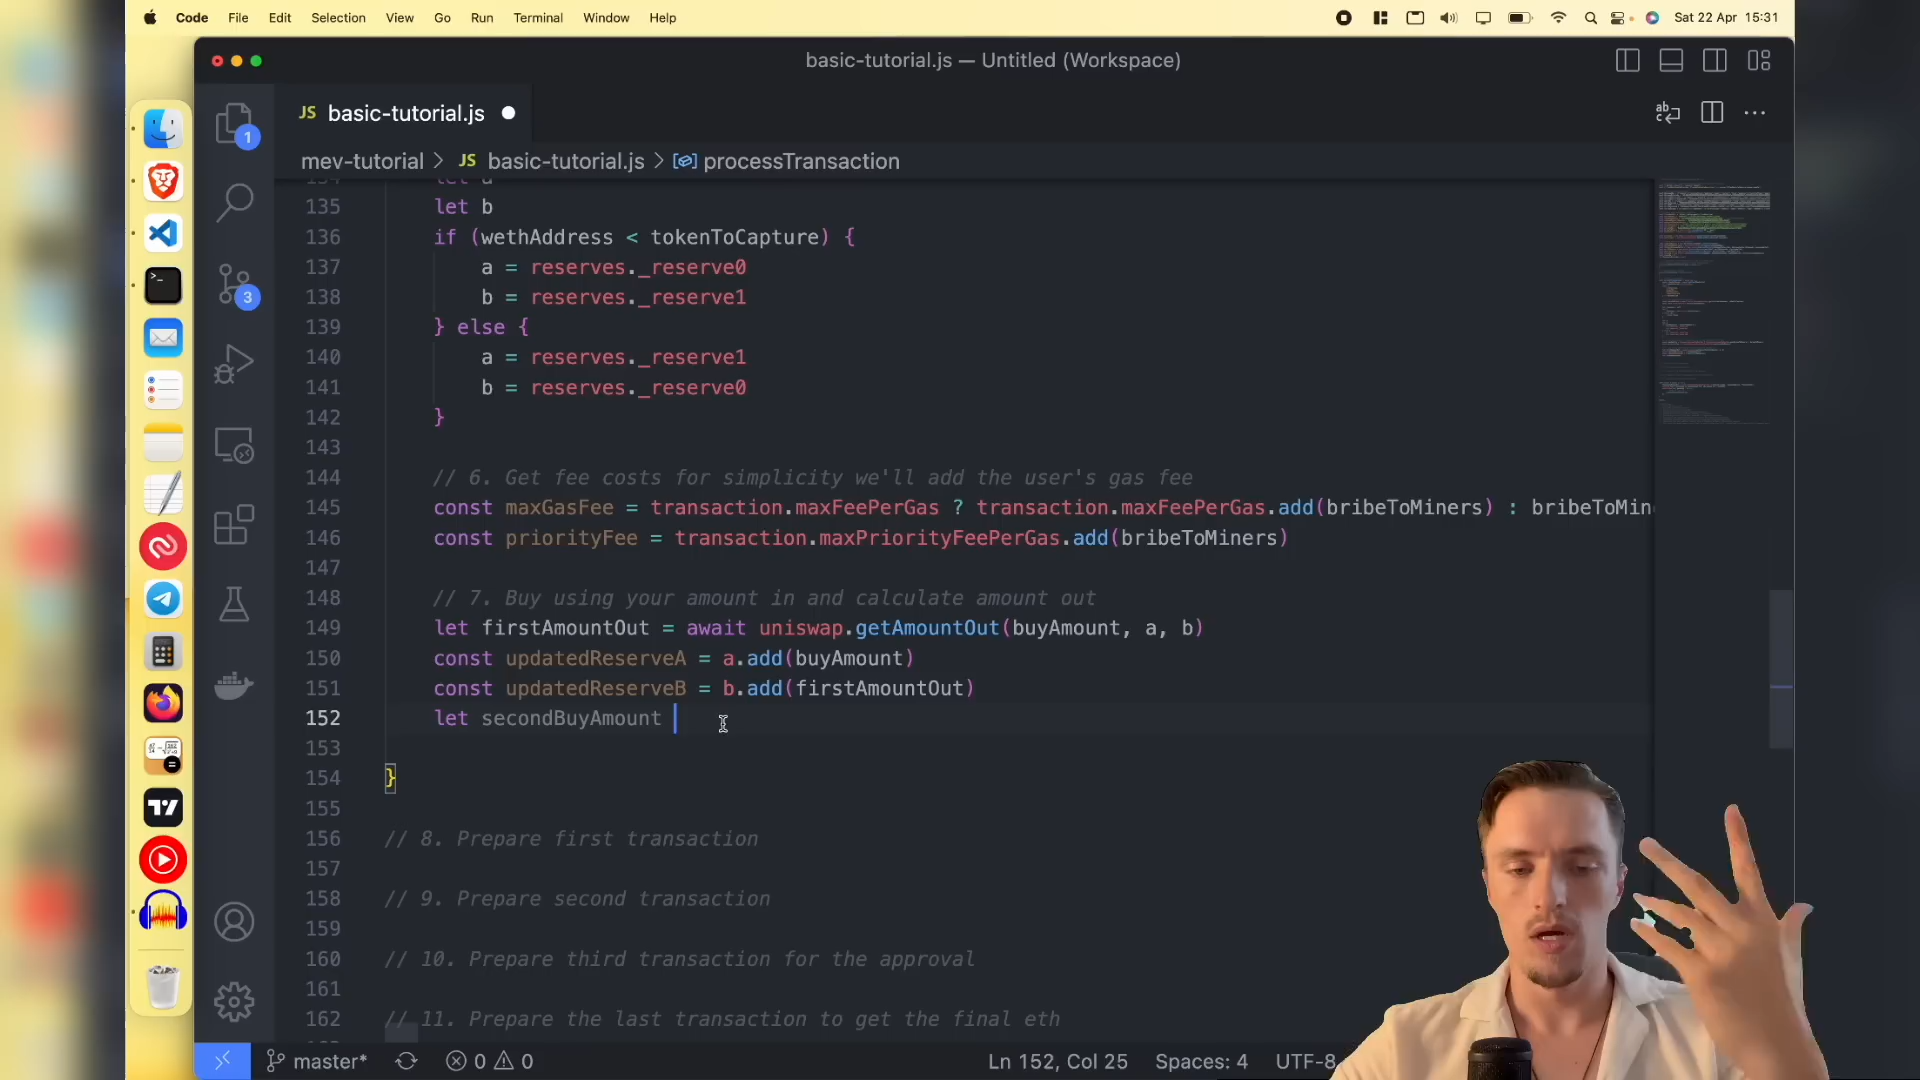 Code File Edit Selection View Go Run Terminal Window Help Sat 22 Apr 15:31
basic-tutorial.js — Untitled (Workspace)
JS basic-tutorial.js
mev-tutorial > JS basic-tutorial.js > processTransaction
135 let b
136 if (wethAddress < tokenToCapture) {
137 a = reserves._reserve0
138 b = reserves._reserve1
139 } else {
140 a = reserves._reserve1
141 b = reserves._reserve0
142 }
143
144 // 6. Get fee costs for simplicity we'll add the user's gas fee
145 const maxGasFee = transaction.maxFeePerGas ? transaction.maxFeePerGas.add(bribeToMiners) : bribeToMin
146 const priorityFee = transaction.maxPriorityFeePerGas.add(bribeToMiners)
147
148 // 7. Buy using your amount in and calculate amount out
149 let firstAmountOut = await uniswap.getAmountOut(buyAmount, a, b)
150 const updatedReserveA = a.add(buyAmount)
151 const updatedReserveB = b.add(firstAmountOut)
152 let secondBuyAmount
153
154 }
155
156 // 8. Prepare first transaction
157
158 // 9. Prepare second transaction
159
160 // 10. Prepare third transaction for the approval
161
162 // 11. Prepare the last transaction to get the final eth
1
3
master* 0 0 Ln 152, Col 25 Spaces: 4 UTF-8